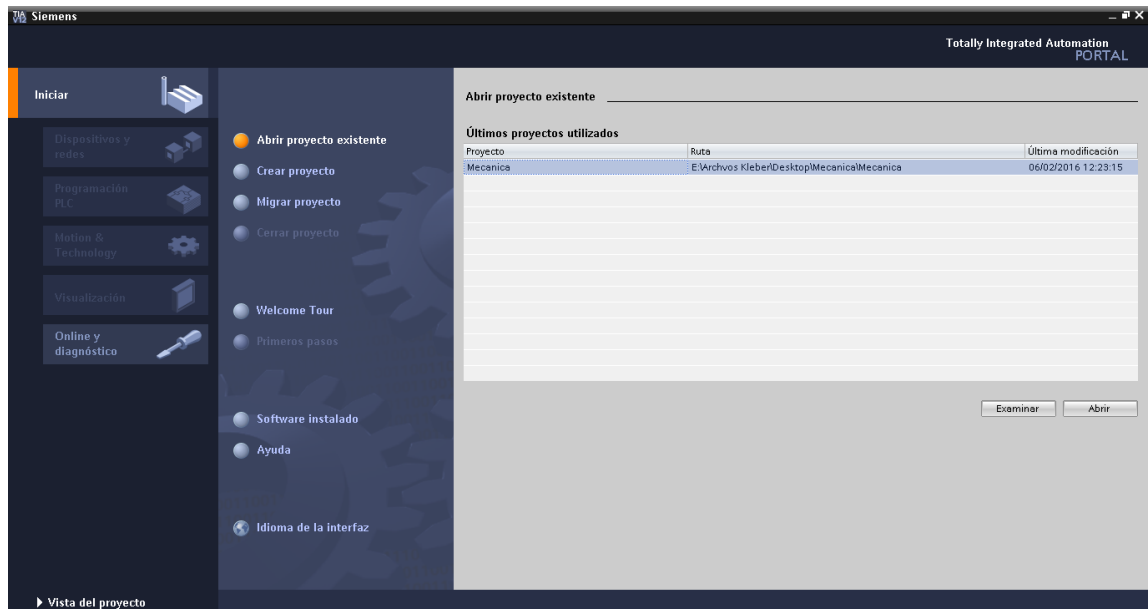 TIA V12 Siemens
Totally Integrated Automation
PORTAL
Iniciar
Dispositivos y
redes
Programación
PLC
Motion &
Technology
Visualización
Online y
diagnóstico
Vista del proyecto
Abrir proyecto existente
Crear proyecto
Migrar proyecto
Cerrar proyecto
Welcome Tour
Primeros pasos
Software instalado
Ayuda
Idioma de la interfaz
Abrir proyecto existente
Últimos proyectos utilizados
Proyecto Ruta Última modificación
Mecanica E:\Archvos Kleber\Desktop\Mecanica\Mecanica 06/02/2016 12:23:15
Examinar Abrir